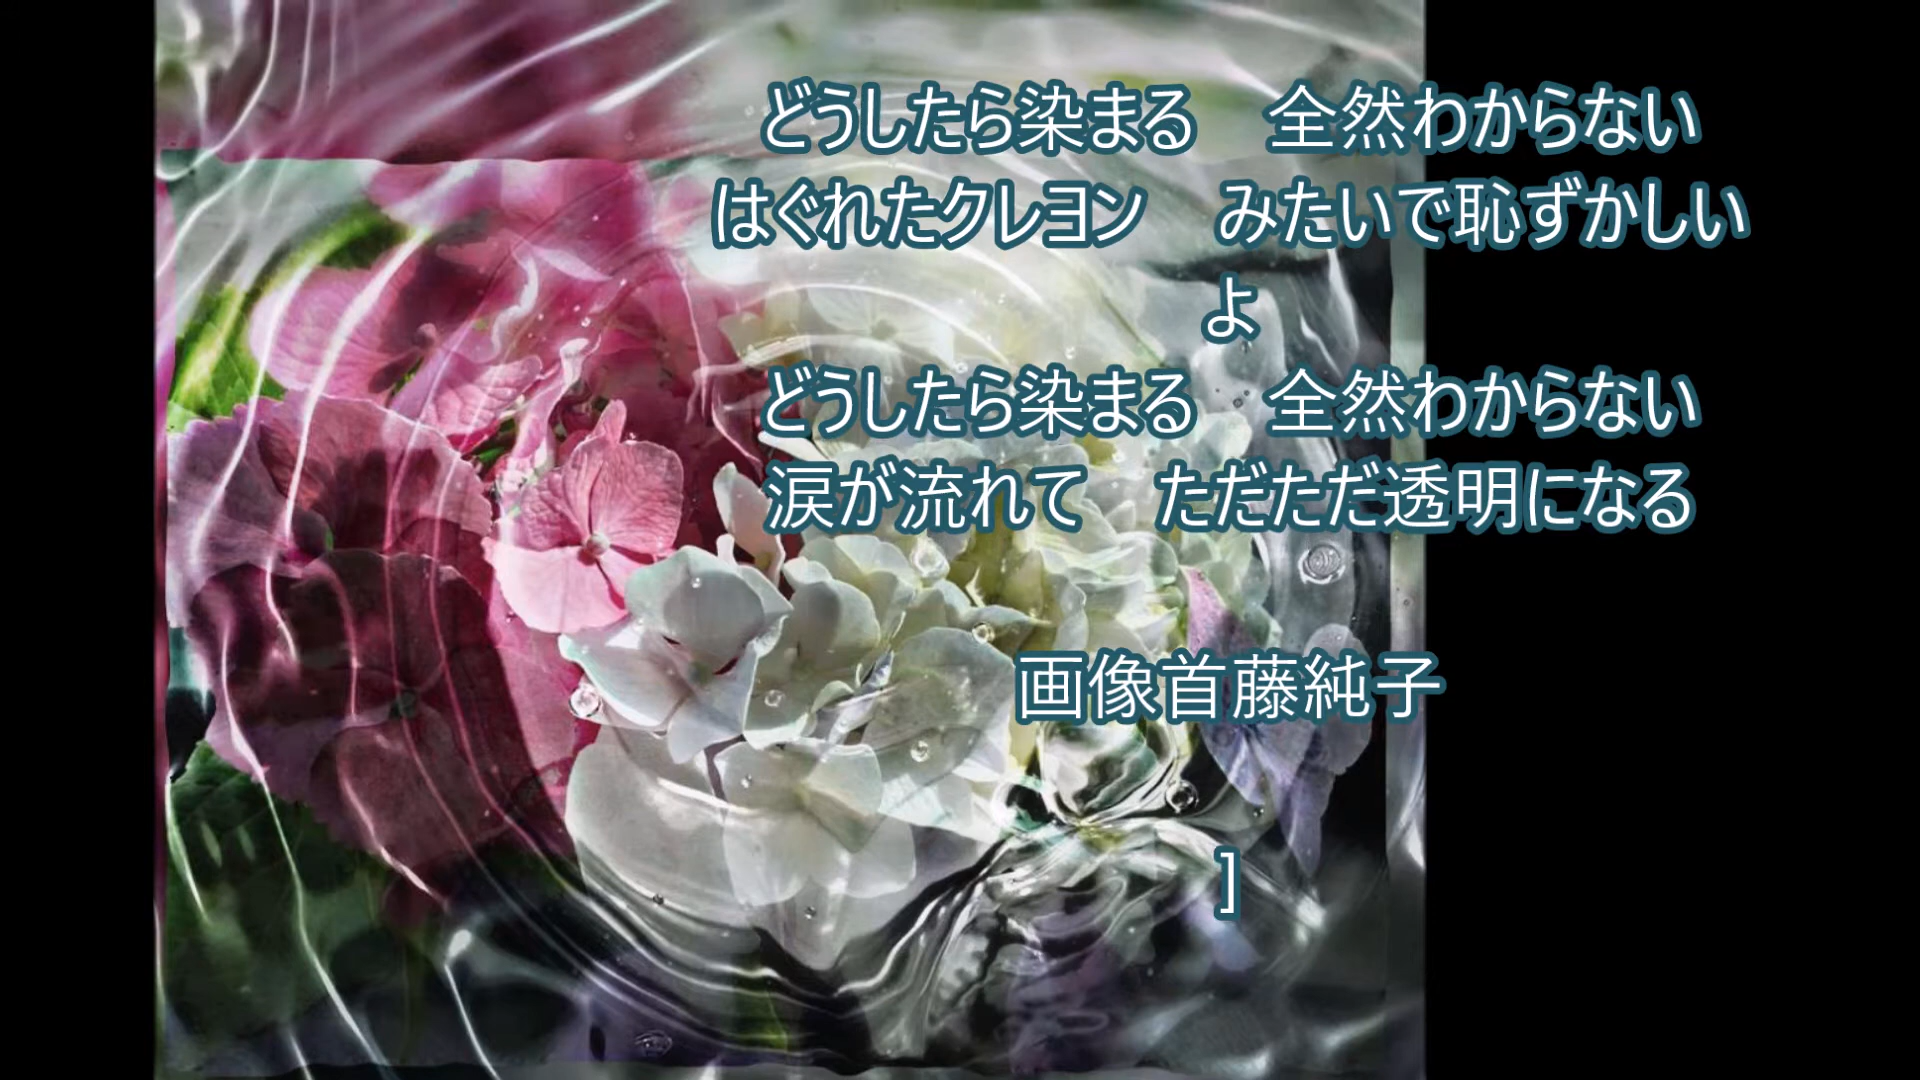 どうしたら染まる　全然わからない
はぐれたクレヨン　みたいで恥ずかしい
よ
どうしたら染まる　全然わからない
涙が流れて　ただただ透明になる
画像首藤純子
]